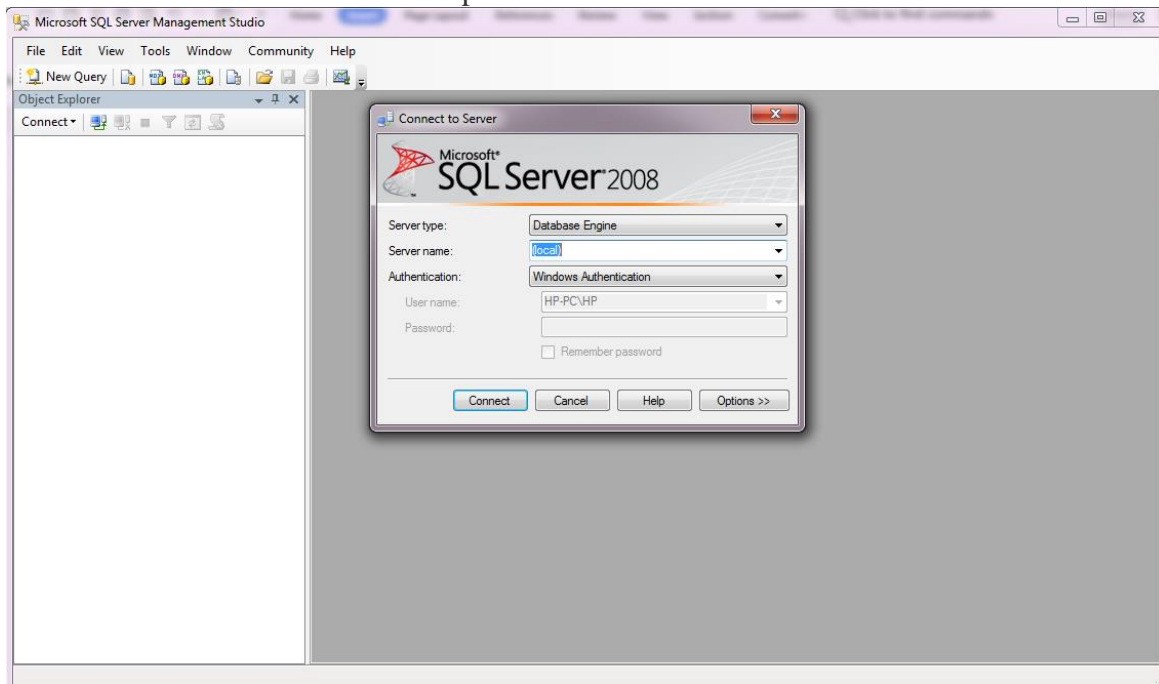 Microsoft SQL Server Management Studio
File Edit View Tools Window Community Help
New Query
Object Explorer
Connect
Connect to Server
Microsoft®
SQL Server® 2008
Server type: Database Engine
Server name: (local)
Authentication: Windows Authentication
User name: HP-PC\HP
Password:
Remember password
Connect Cancel Help Options >>